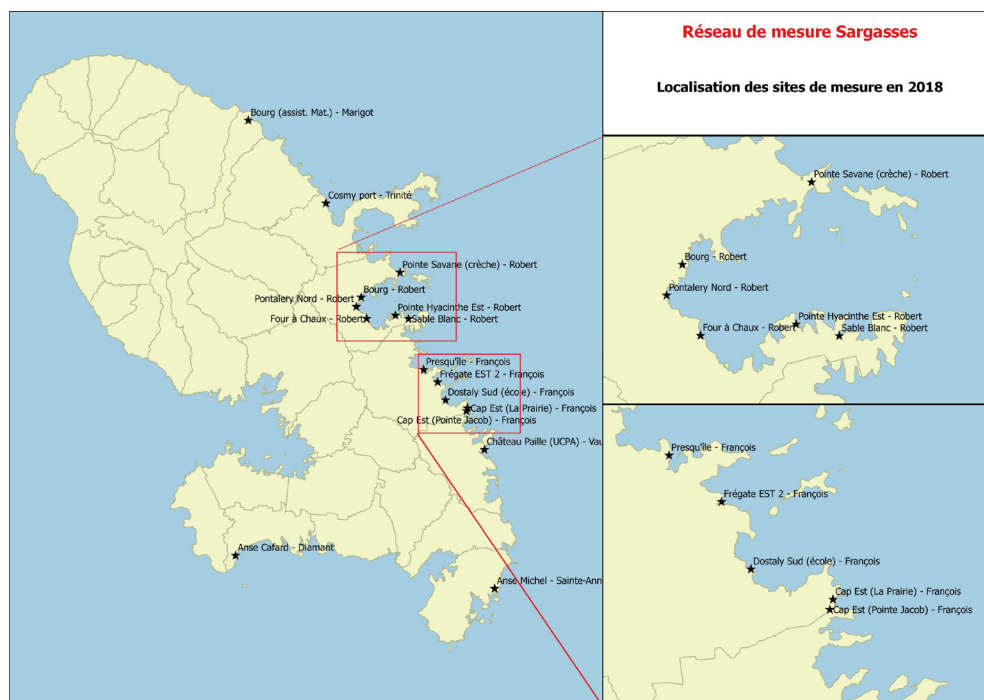 Réseau de mesure Sargasses
Localisation des sites de mesure en 2018
Bourg (assist. Mat.) - Marigot
Cosmy port - Trinité
Pointe Savane (crèche) - Robert
Bourg - Robert
Pontalery Nord - Robert
Pointe Hyacinthe Est - Robert
Four à Chaux - Robert
Sable Blanc - Robert
Presqu'île - François
Frégate EST 2 - François
Dostaly Sud (école) - François
Cap Est (La Prairie) - François
Cap Est (Pointe Jacob) - François
Château Paille (UCPA) - Vau
Anse Cafard - Diamant
Anse Michel - Sainte-Ann
Pointe Savane (crèche) - Robert
Bourg - Robert
Pontalery Nord - Robert
Pointe Hyacinthe Est - Robert
Four à Chaux - Robert
Sable Blanc - Robert
Presqu'île - François
Frégate EST 2 - François
Dostaly Sud (école) - François
Cap Est (La Prairie) - François
Cap Est (Pointe Jacob) - François